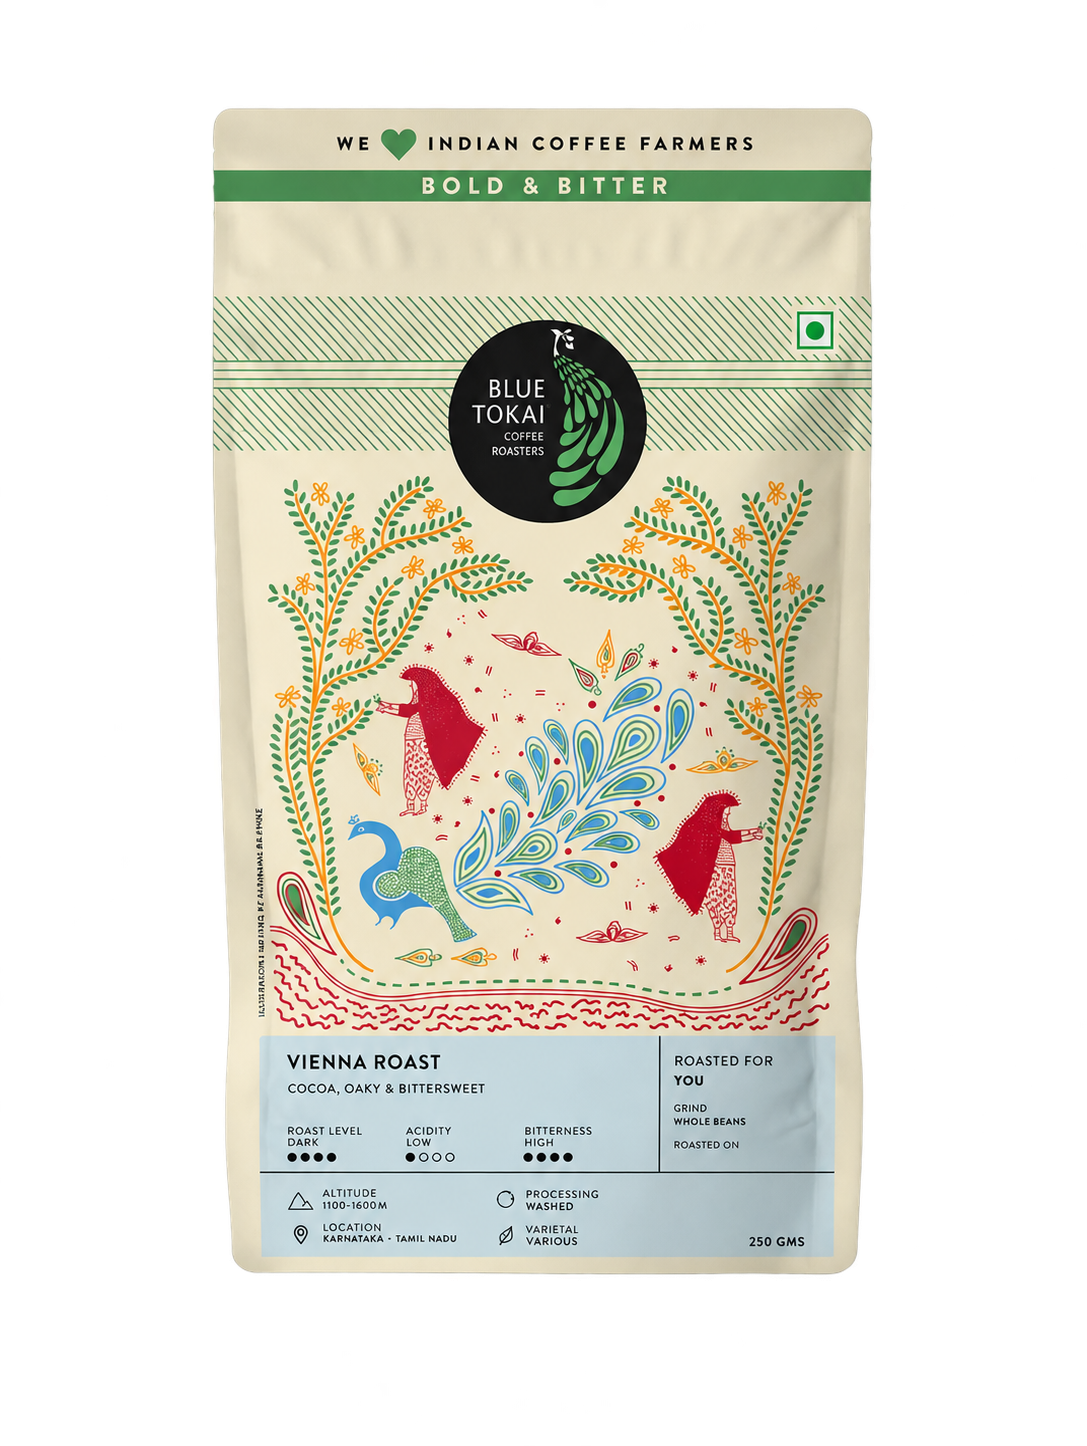 WE INDIAN COFFEE FARMERS
BOLD & BITTER
BLUE
TOKAI
COFFEE
ROASTERS
VIENNA ROAST
COCOA, OAKY & BITTERSWEET
ROAST LEVEL
DARK
ACIDITY
LOW
BITTERNESS
HIGH
ROASTED FOR
YOU
GRIND
WHOLE BEANS
ROASTED ON
ALTITUDE
1100-1600M
PROCESSING
WASHED
LOCATION
KARNATAKA • TAMIL NADU
VARIETAL
VARIOUS
250 GMS